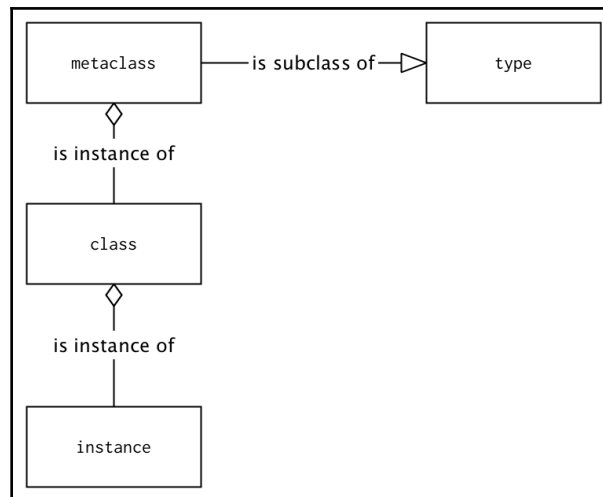 metaclass
is subclass of
type
is instance of
class
is instance of
instance